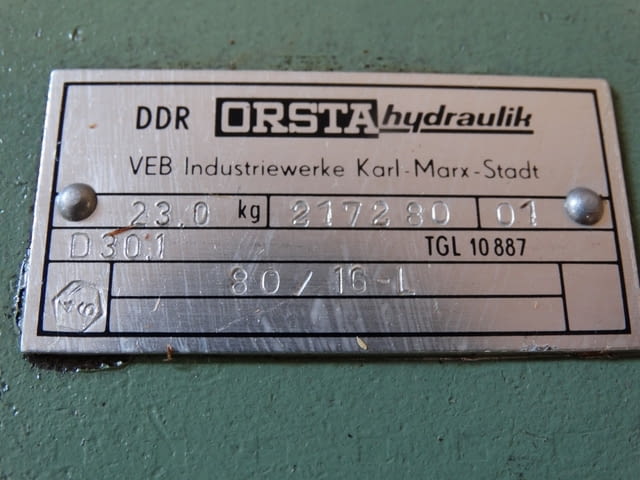 DDR ORSTA hydraulik
VEB Industriewerke Karl-Marx-Stadt
23.0 kg 217280 01
D30.1 TGL 10887
80/16-L